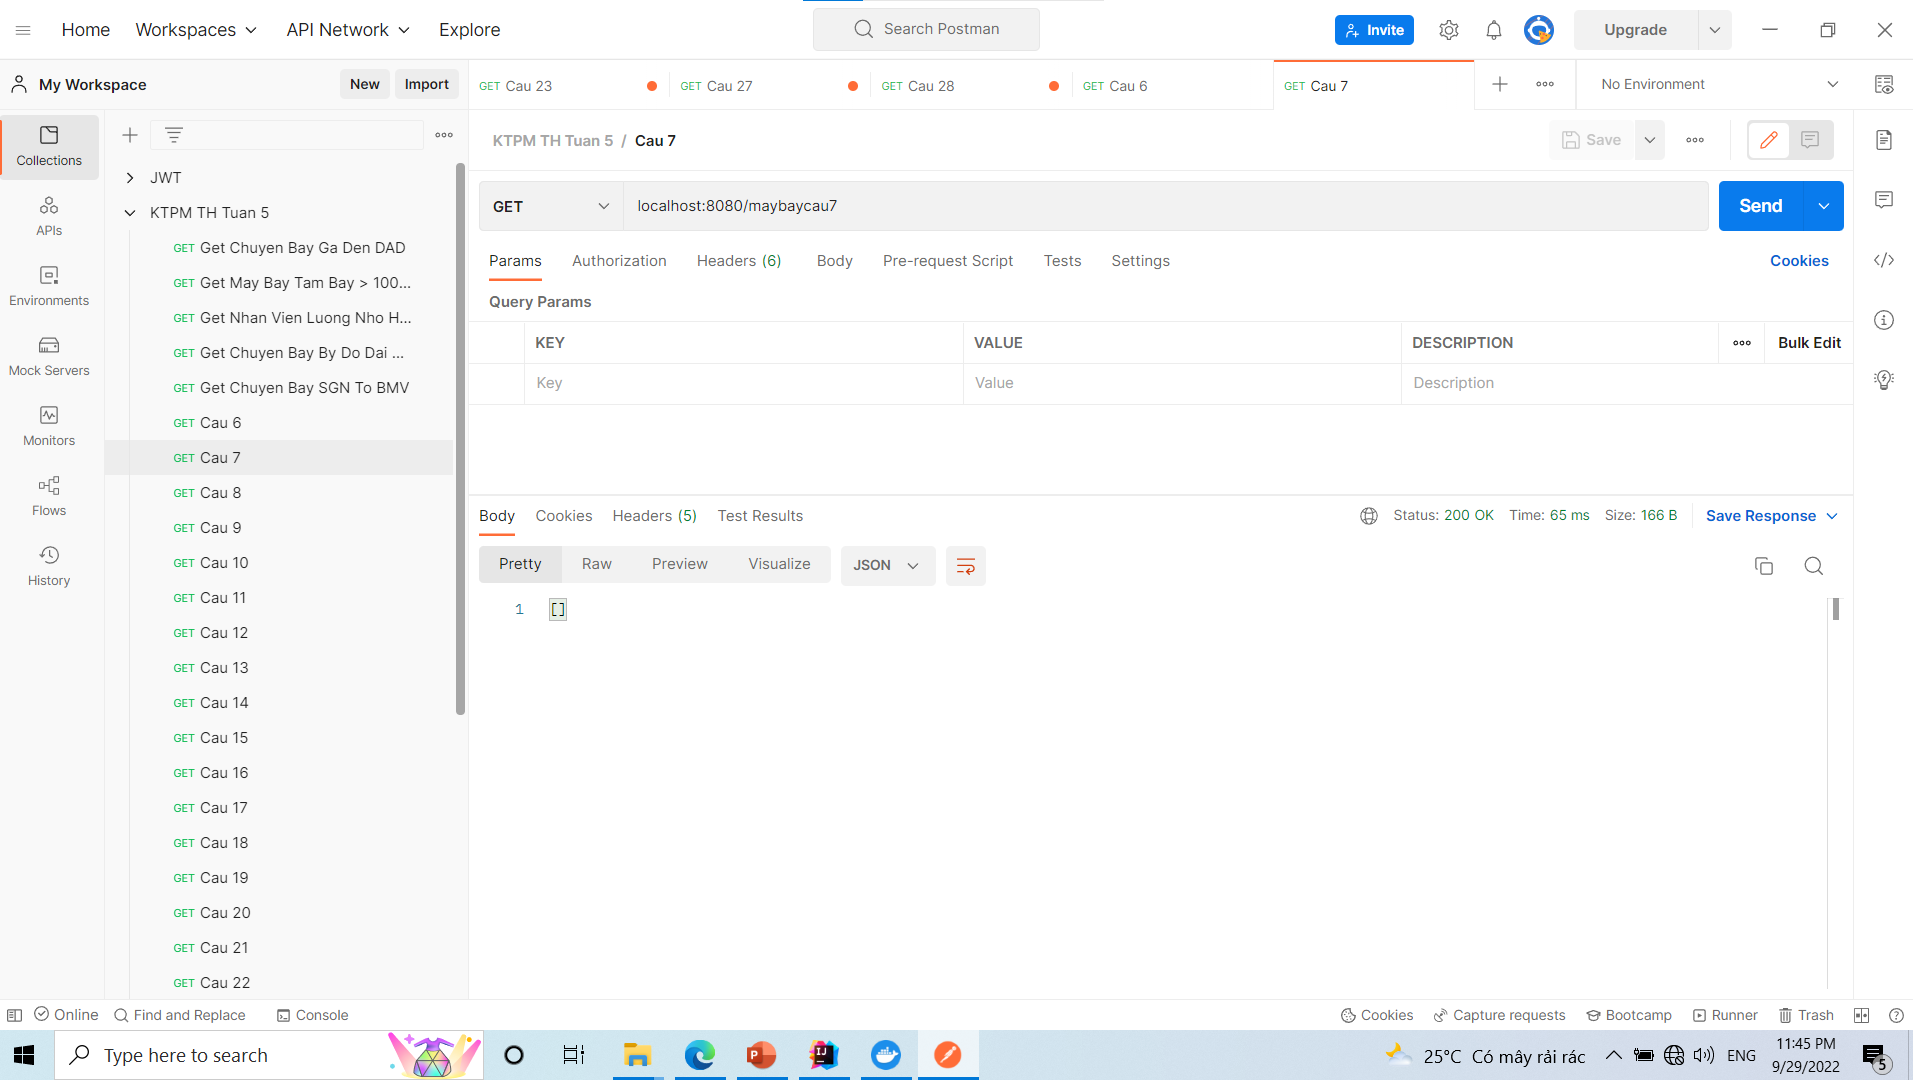 Home Workspaces API Network Explore Search Postman Invite Upgrade
My Workspace New Import GET Cau 23 GET Cau 27 GET Cau 28 GET Cau 6 GET Cau 7 No Environment
Collections
APIs
Environments
Mock Servers
Monitors
Flows
History
JWT
KTPM TH Tuan 5
GET Get Chuyen Bay Ga Den DAD
GET Get May Bay Tam Bay > 100...
GET Get Nhan Vien Luong Nho H...
GET Get Chuyen Bay By Do Dai ...
GET Get Chuyen Bay SGN To BMV
GET Cau 6
GET Cau 7
GET Cau 8
GET Cau 9
GET Cau 10
GET Cau 11
GET Cau 12
GET Cau 13
GET Cau 14
GET Cau 15
GET Cau 16
GET Cau 17
GET Cau 18
GET Cau 19
GET Cau 20
GET Cau 21
GET Cau 22
KTPM TH Tuan 5 / Cau 7 Save
GET localhost:8080/maybaycau7 Send
Params Authorization Headers (6) Body Pre-request Script Tests Settings Cookies
Query Params
KEY VALUE DESCRIPTION Bulk Edit
Key Value Description
Body Cookies Headers (5) Test Results Status: 200 OK Time: 65 ms Size: 166 B Save Response
Pretty Raw Preview Visualize JSON
1 []
Online Find and Replace Console Cookies Capture requests Bootcamp Runner Trash
Type here to search 25°C Có mây rải rác ENG 11:45 PM
9/29/2022 5